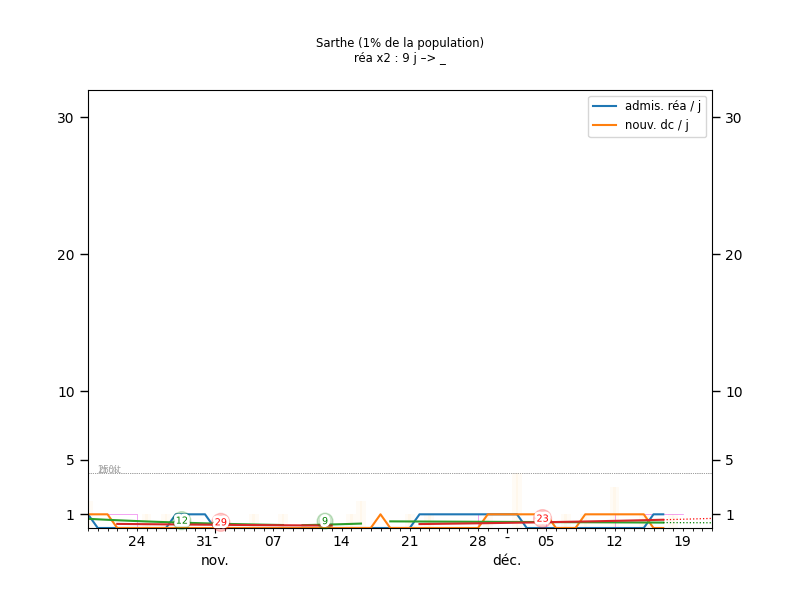 Sarthe (1% de la population)
réa x2 : 9 j –> _
admis. réa / j
nouv. dc / j
30 30
20 20
10 10
5 5
1 1
12 29 9 23
24 31 07 14 21 28 05 12 19
nov. déc.